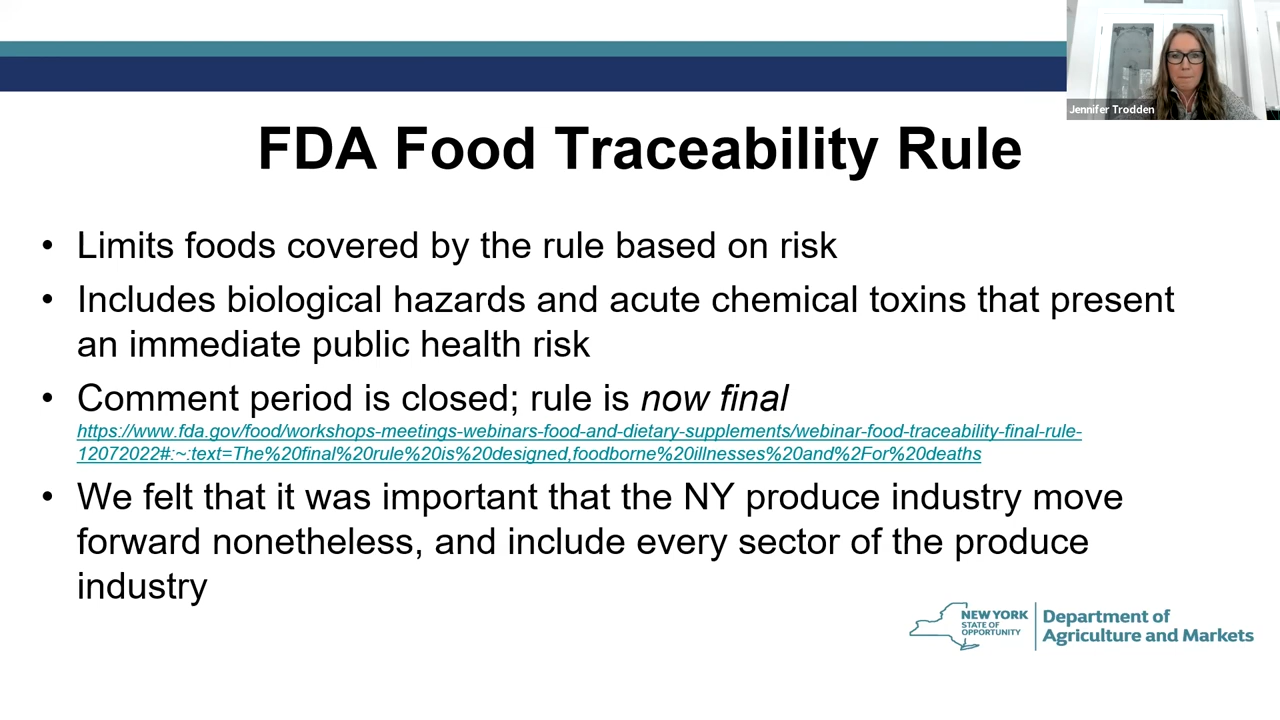 Jennifer Trodden
FDA Food Traceability Rule
• Limits foods covered by the rule based on risk
• Includes biological hazards and acute chemical toxins that present
an immediate public health risk
• Comment period is closed; rule is now final
https://www.fda.gov/food/workshops-meetings-webinars-food-and-dietary-supplements/webinar-food-traceability-final-rule-
12072022#:~:text=The%20final%20rule%20is%20designed,foodborne%20illnesses%20and%2For%20deaths
• We felt that it was important that the NY produce industry move
forward nonetheless, and include every sector of the produce
industry
NEW YORK
STATE OF
OPPORTUNITY
Department of
Agriculture and Markets